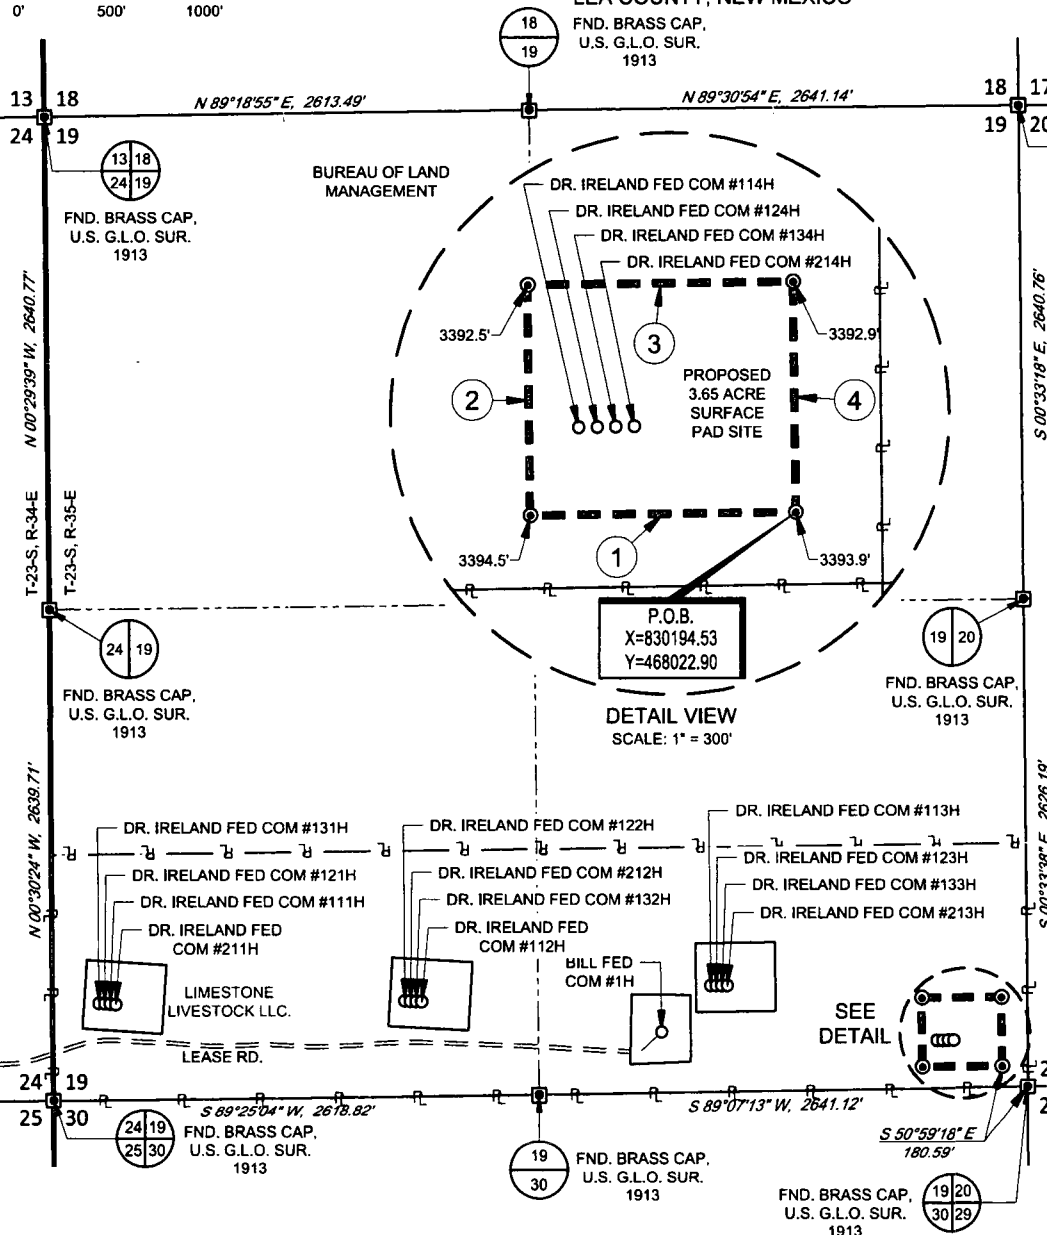 0' 500' 1000'
18
19
FND. BRASS CAP,
U.S. G.L.O. SUR.
1913
13 18
24 19
N 89°18'55" E, 2613.49'
N 89°30'54" E, 2641.14'
18 17
19 20
13 18
24 19
FND. BRASS CAP,
U.S. G.L.O. SUR.
1913
BUREAU OF LAND
MANAGEMENT
DR. IRELAND FED COM #114H
DR. IRELAND FED COM #124H
DR. IRELAND FED COM #134H
DR. IRELAND FED COM #214H
N 00°29'39" W, 2640.77'
S 00°33'18" E, 2640.76'
3392.5'
3392.9'
3
2
4
PROPOSED
3.65 ACRE
SURFACE
PAD SITE
T-23-S, R-34-E
T-23-S, R-35-E
3394.5'
1
3393.9'
P.O.B.
X=830194.53
Y=468022.90
DETAIL VIEW
SCALE: 1" = 300'
24 19
FND. BRASS CAP,
U.S. G.L.O. SUR.
1913
19 20
FND. BRASS CAP,
U.S. G.L.O. SUR.
1913
N 00°30'24" W, 2639.71'
S 00°33'38" E, 2626.19'
DR. IRELAND FED COM #131H
DR. IRELAND FED COM #121H
DR. IRELAND FED COM #111H
DR. IRELAND FED
COM #211H
DR. IRELAND FED COM #122H
DR. IRELAND FED COM #212H
DR. IRELAND FED COM #132H
DR. IRELAND FED
COM #112H
DR. IRELAND FED COM #113H
DR. IRELAND FED COM #123H
DR. IRELAND FED COM #133H
DR. IRELAND FED COM #213H
BILL FED
COM #1H
LIMESTONE
LIVESTOCK LLC.
SEE
DETAIL
LEASE RD.
24 19
25 30
S 89°25'04" W, 2618.82'
S 89°07'13" W, 2641.12'
S 50°59'18" E
180.59'
24 19
25 30
FND. BRASS CAP,
U.S. G.L.O. SUR.
1913
19
30
FND. BRASS CAP,
U.S. G.L.O. SUR.
1913
FND. BRASS CAP,
U.S. G.L.O. SUR.
1913
19 20
30 29